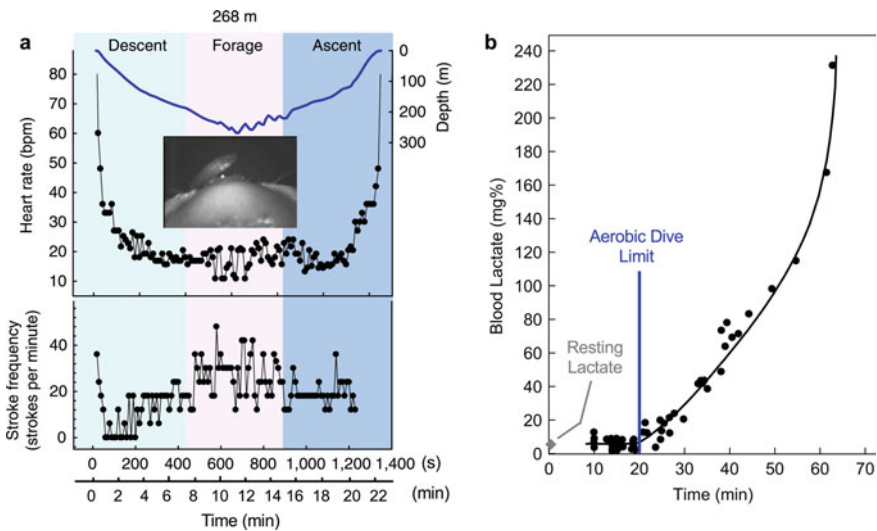 268 m
a
Descent
Forage
Ascent
0
100
200
300
Depth (m)
80
70
60
50
40
30
20
10
Heart rate (bpm)
40
20
0
Stroke frequency
(strokes per minute)
0 200 400 600 800 1,000 1,200 1,400 (s)
0 2 4 6 8 10 12 14 16 18 20 22 (min)
Time (min)
b
240
220
200
180
160
140
120
100
80
60
40
20
0
Blood Lactate (mg%)
Aerobic Dive
Limit
Resting
Lactate
0 10 20 30 40 50 60 70
Time (min)